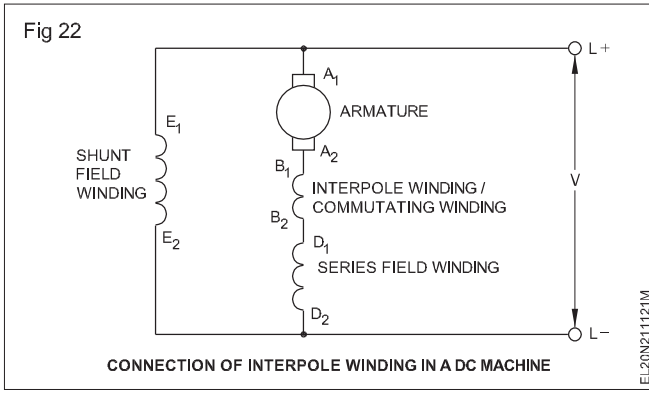 Fig 22
L+
A1
ARMATURE
E1
SHUNT
FIELD
WINDING
A2
B1
INTERPOLE WINDING /
COMMUTATING WINDING
V
B2
E2
D1
SERIES FIELD WINDING
D2
L–
CONNECTION OF INTERPOLE WINDING IN A DC MACHINE
EL20N211121M